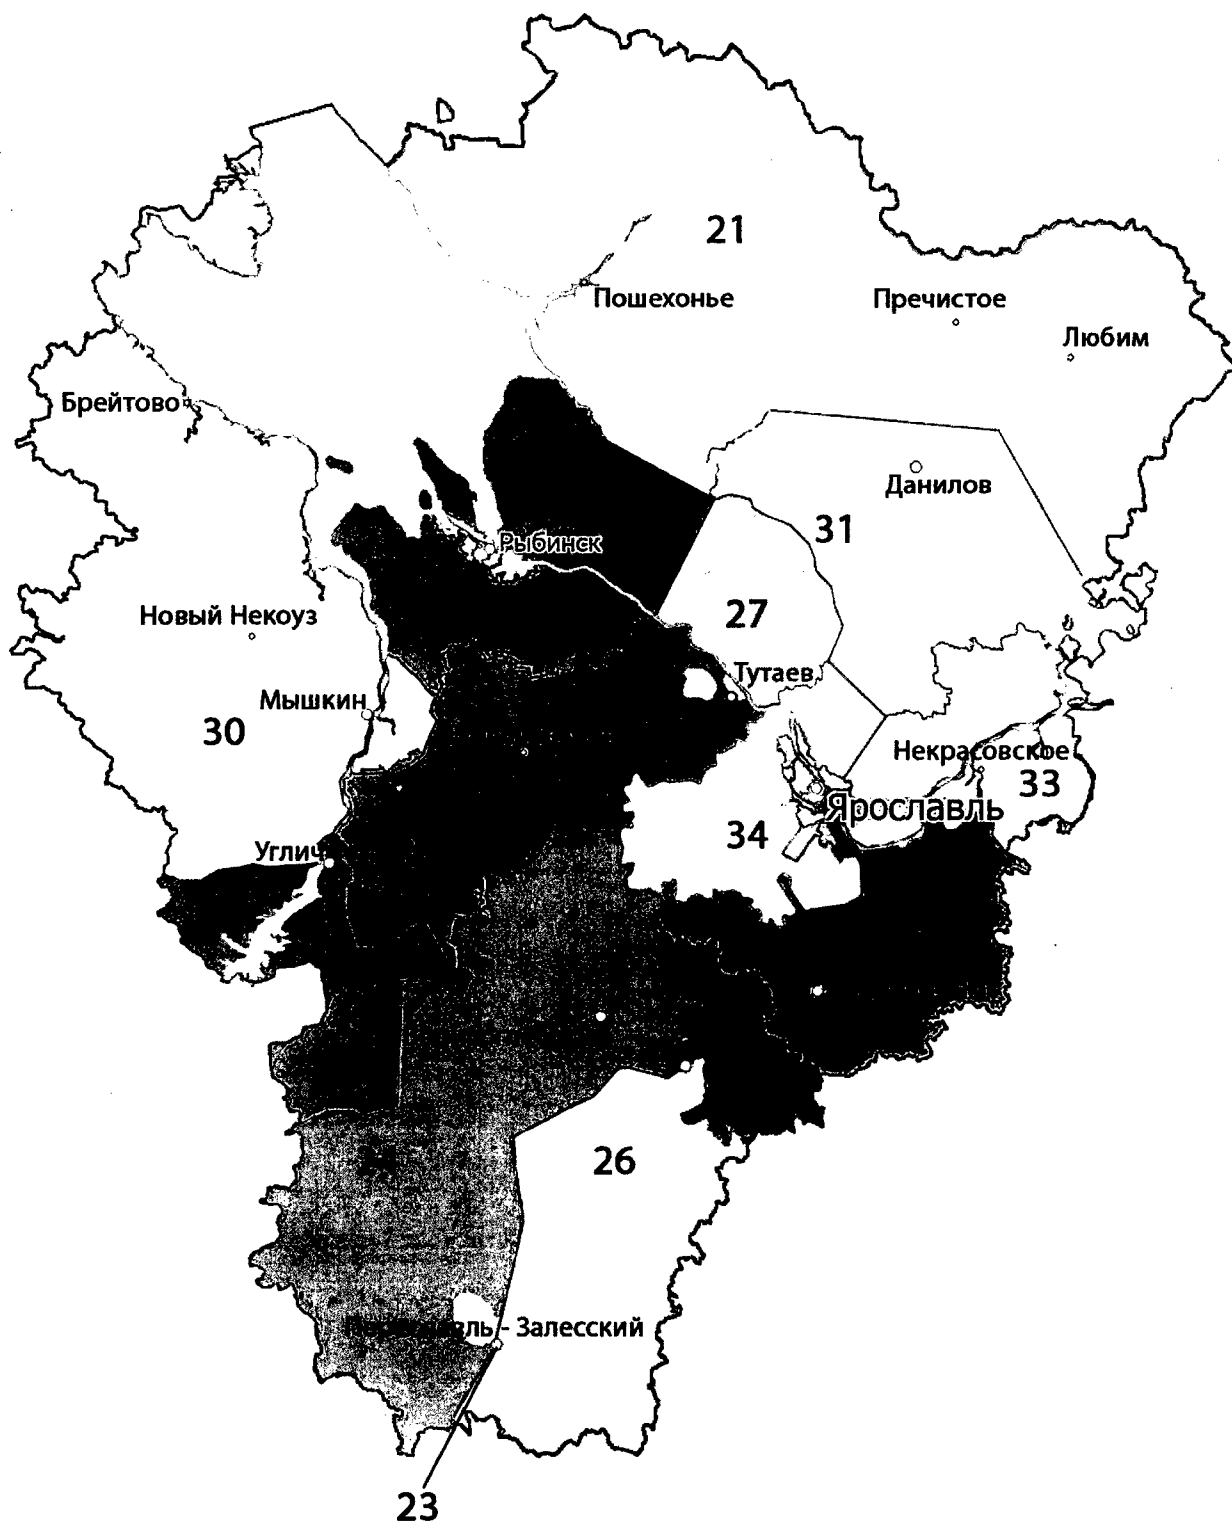 21
Пошехонье
Пречистое
Любим
Брейтово
Данилов
31
Рыбинск
Новый Некоуз
27
Тутаев
Мышкин
30
Некрасовское
33
Ярославль
34
Углич
26
- Залесский
23